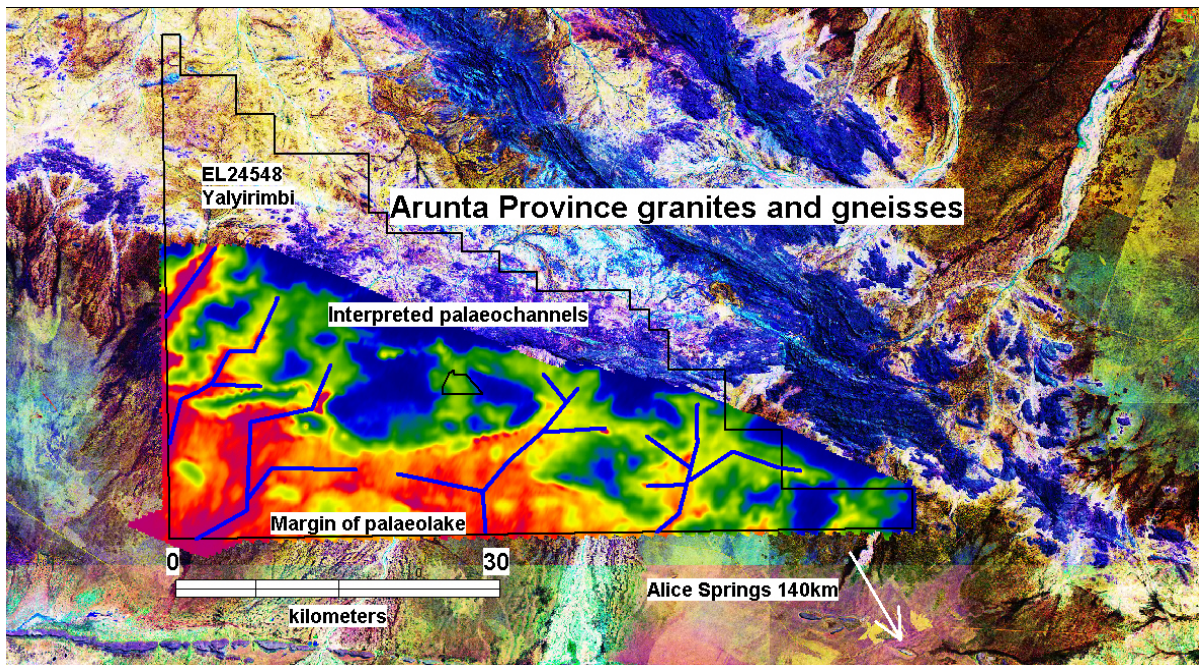 EL24548
Yalyirimbi
Arunta Province granites and gneisses
Interpreted palaeochannels
Margin of palaeolake
0
30
kilometers
Alice Springs 140km